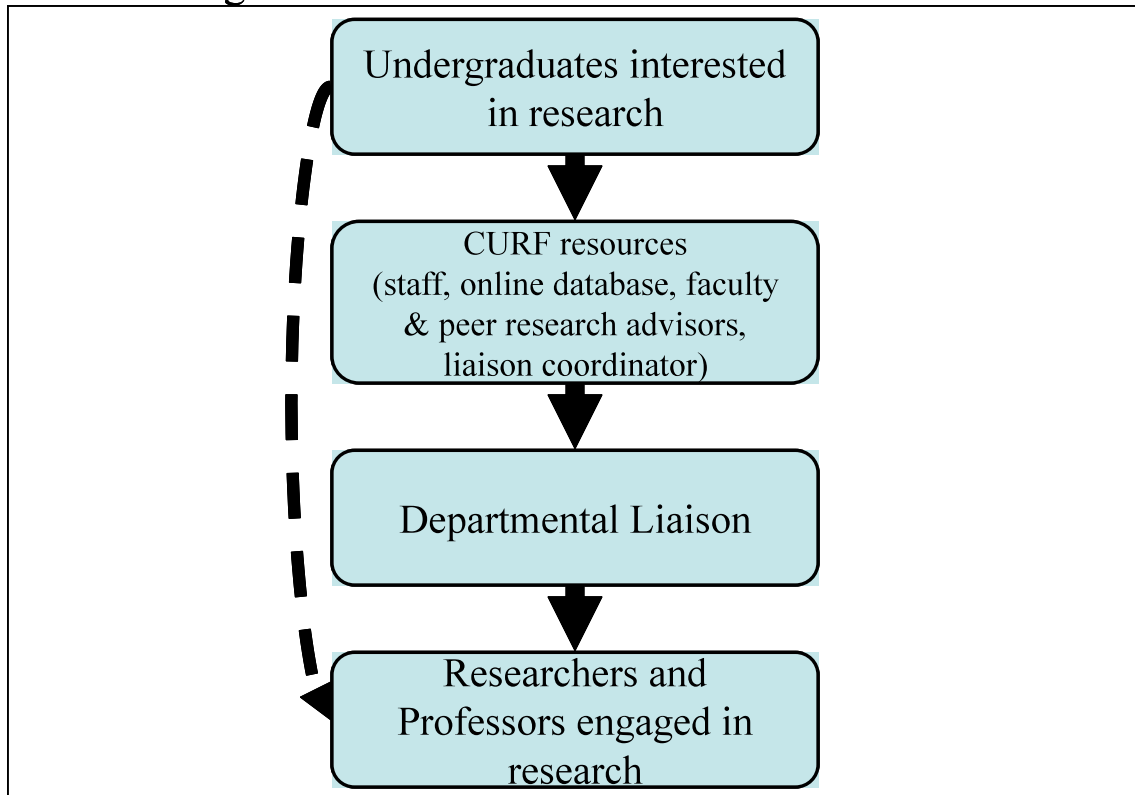 Undergraduates interested
in research
CURF resources
(staff, online database, faculty
& peer research advisors,
liaison coordinator)
Departmental Liaison
Researchers and
Professors engaged in
research